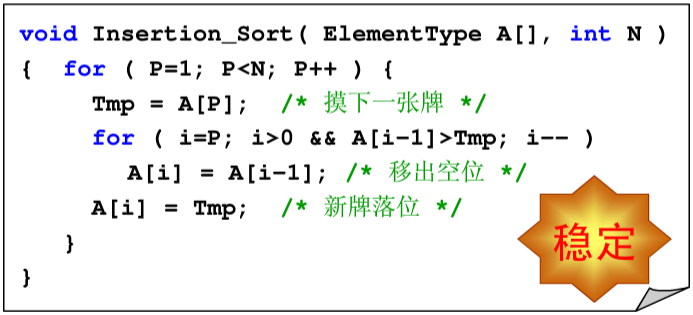 void Insertion_Sort( ElementType A[], int N )
{ for ( P=1; P<N; P++ ) {
Tmp = A[P]; /* 摸下一张牌 */
for ( i=P; i>0 && A[i-1]>Tmp; i-- )
A[i] = A[i-1]; /* 移出空位 */
A[i] = Tmp; /* 新牌落位 */
}
}
稳定